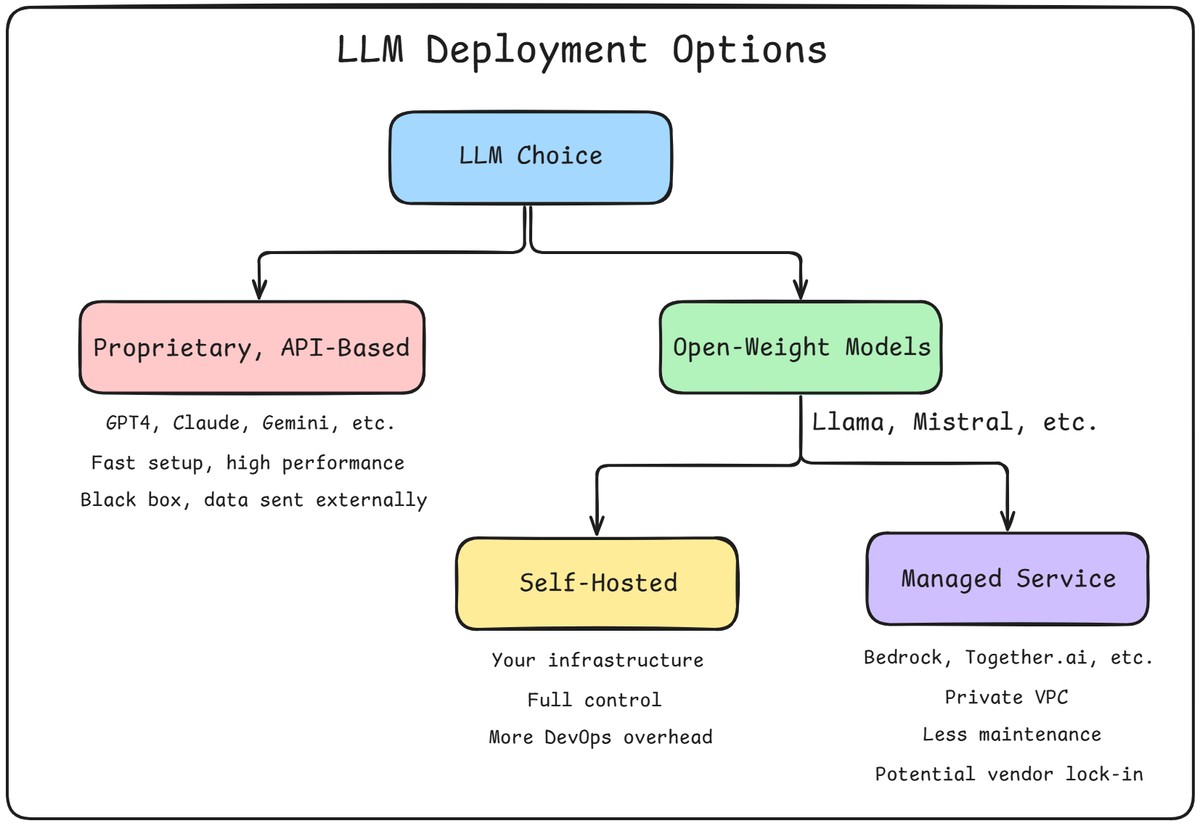 LLM Deployment Options
LLM Choice
Proprietary, API-Based
GPT4, Claude, Gemini, etc.
Fast setup, high performance
Black box, data sent externally
Open-Weight Models
Llama, Mistral, etc.
Self-Hosted
Your infrastructure
Full control
More DevOps overhead
Managed Service
Bedrock, Together.ai, etc.
Private VPC
Less maintenance
Potential vendor lock-in